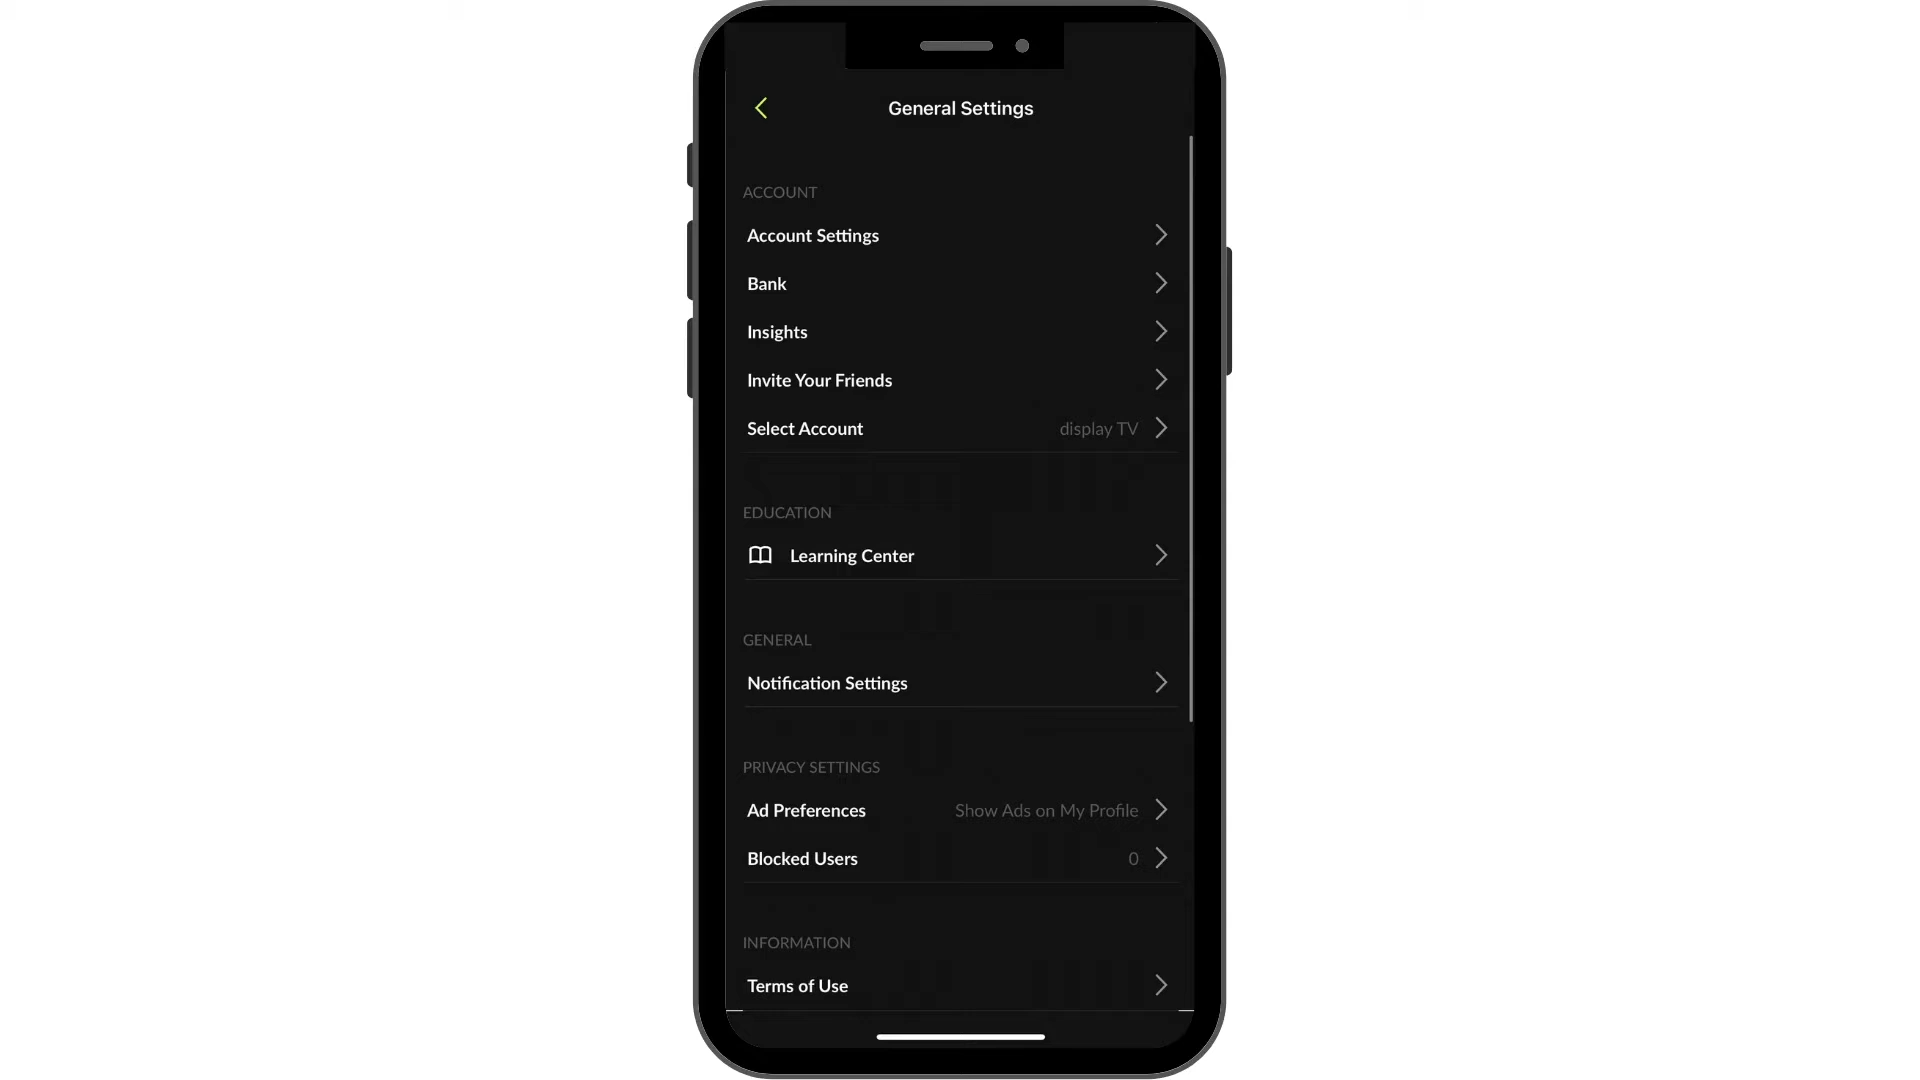 General Settings
ACCOUNT
Account Settings
Bank
Insights
Invite Your Friends
Select Account display TV
EDUCATION
Learning Center
GENERAL
Notification Settings
PRIVACY SETTINGS
Ad Preferences Show Ads on My Profile
Blocked Users 0
INFORMATION
Terms of Use